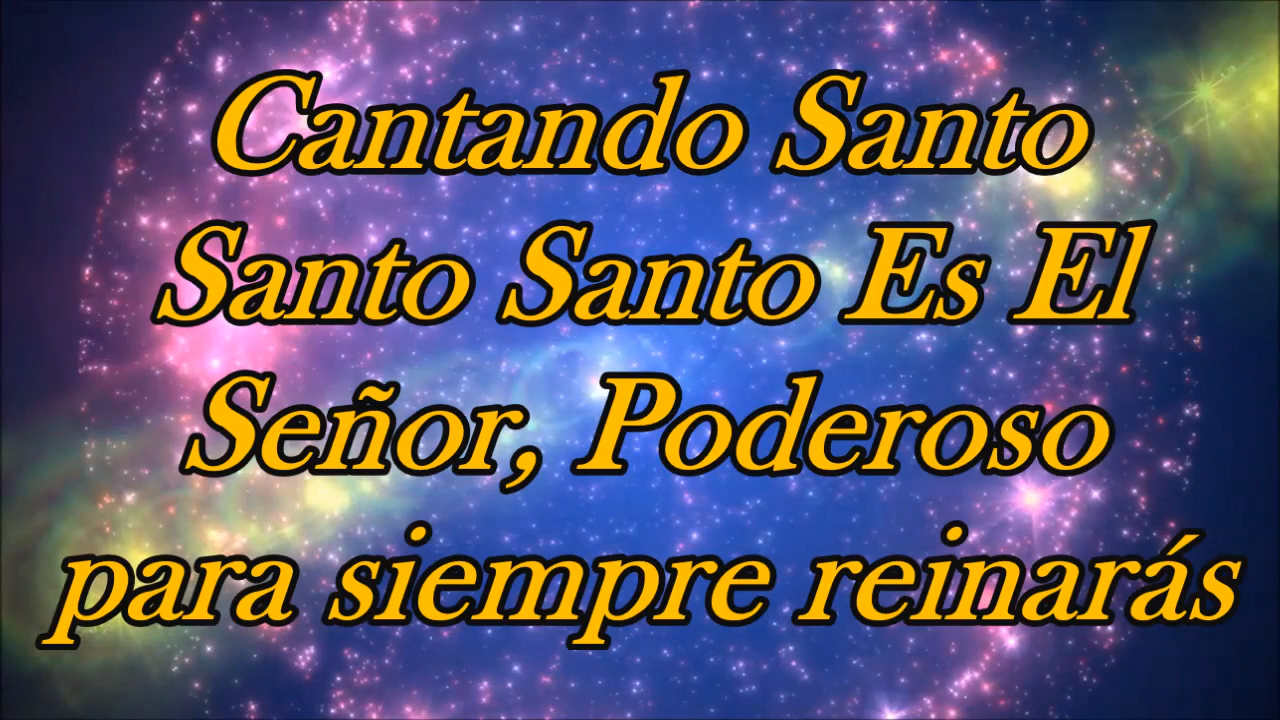 Cantando Santo
Santo Santo Es El
Señor, Poderoso
para siempre reinarás